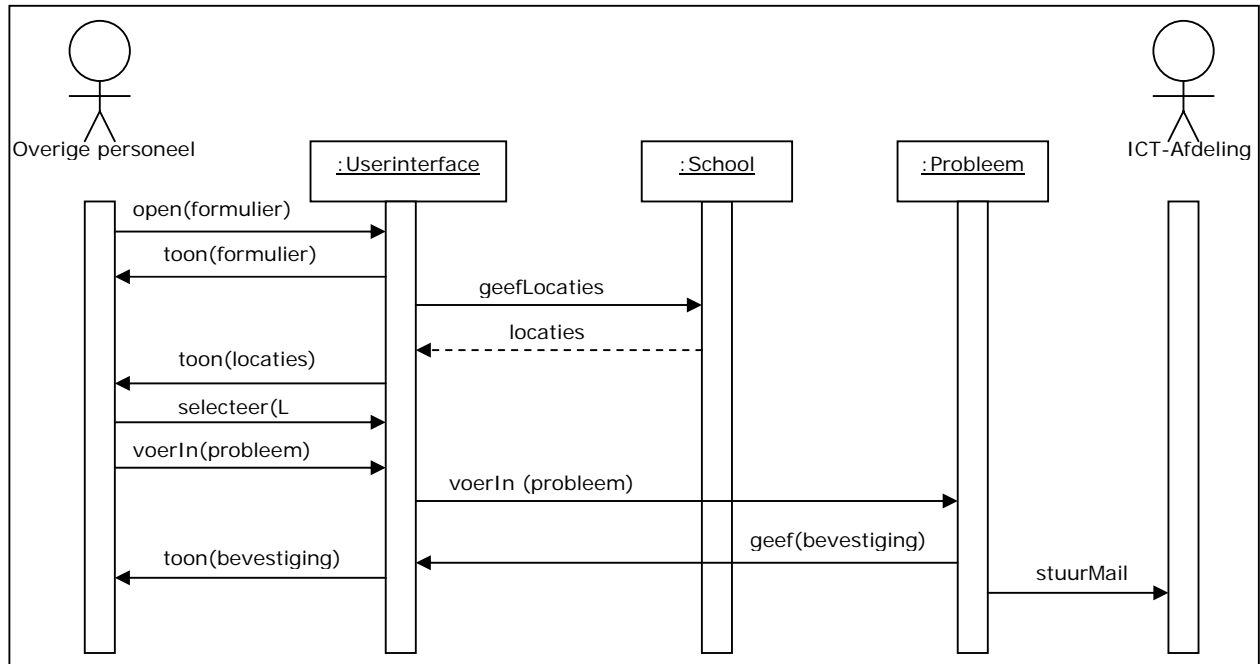 Overige personeel
ICT-Afdeling
:Userinterface
:School
:Probleem
open(formulier)
toon(formulier)
geefLocaties
locaties
toon(locaties)
selecteer(L
voerIn(probleem)
voerIn (probleem)
geef(bevestiging)
toon(bevestiging)
stuurMail